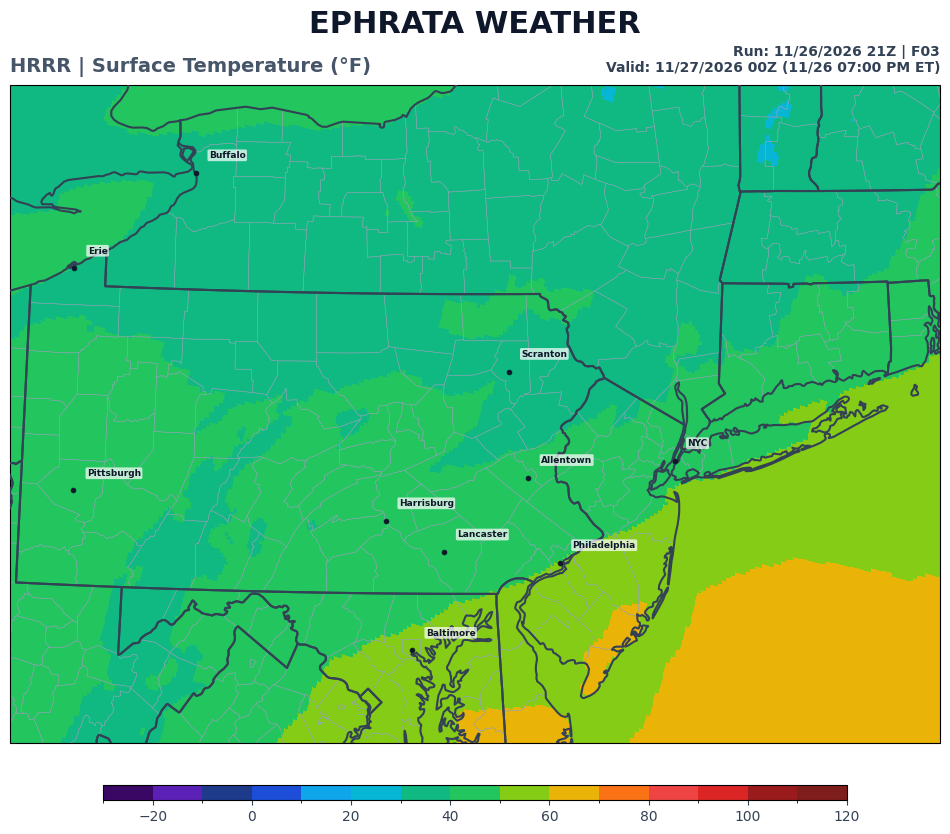 EPHRATA WEATHER
HRRR | Surface Temperature (°F)
Run: 11/26/2026 21Z | F03
Valid: 11/27/2026 00Z (11/26 07:00 PM ET)
Buffalo
Erie
Scranton
NYC
Allentown
Pittsburgh
Harrisburg
Lancaster
Philadelphia
Baltimore
−20 0 20 40 60 80 100 120